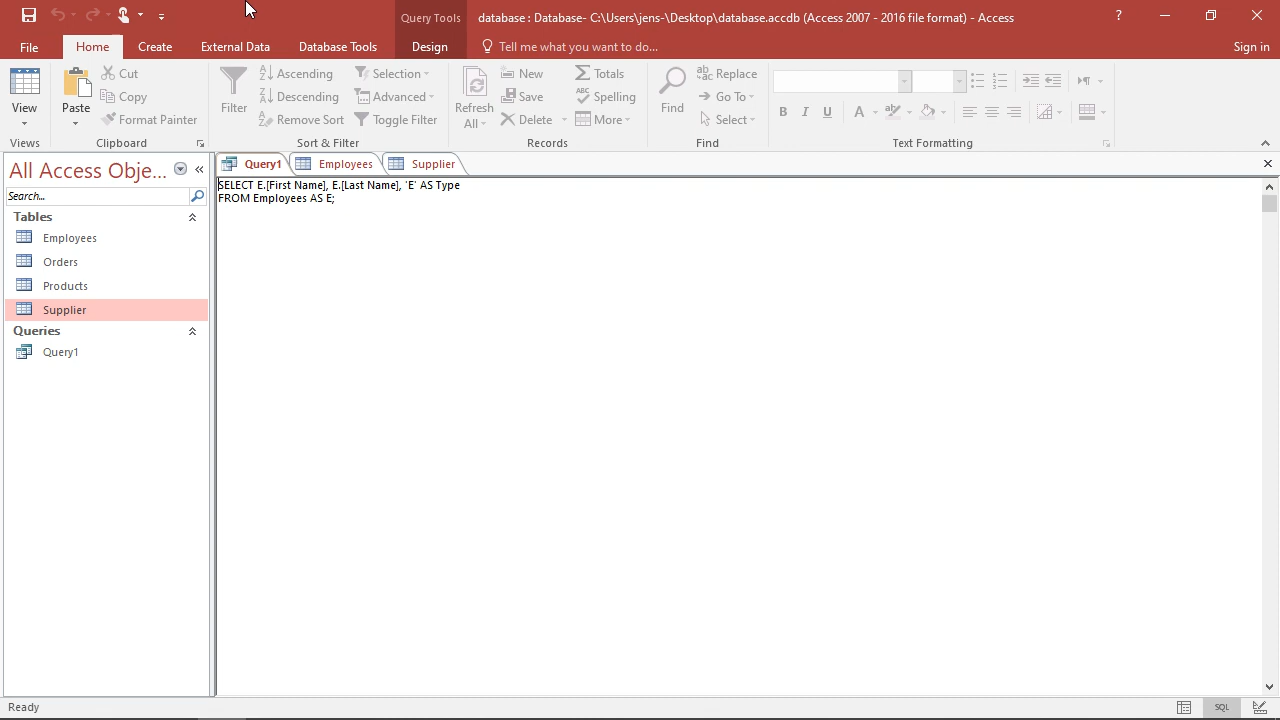 Query Tools
database : Database- C:\Users\jens-\Desktop\database.accdb (Access 2007 - 2016 file format) - Access
?
File
Home
Create
External Data
Database Tools
Design
Tell me what you want to do...
Sign in
View
Paste
Cut
Copy
Format Painter
Filter
Ascending
Descending
Remove Sort
Selection
Advanced
Toggle Filter
Refresh
All
New
Save
Delete
Totals
Spelling
More
Find
Replace
Go To
Select
B I U A
Views
Clipboard
Sort & Filter
Records
Find
Text Formatting
All Access Obje...
Search...
Tables
Employees
Orders
Products
Supplier
Queries
Query1
Query1
Employees
Supplier
SELECT E.[First Name], E.[Last Name], 'E' AS Type
FROM Employees AS E;
Ready
SQL